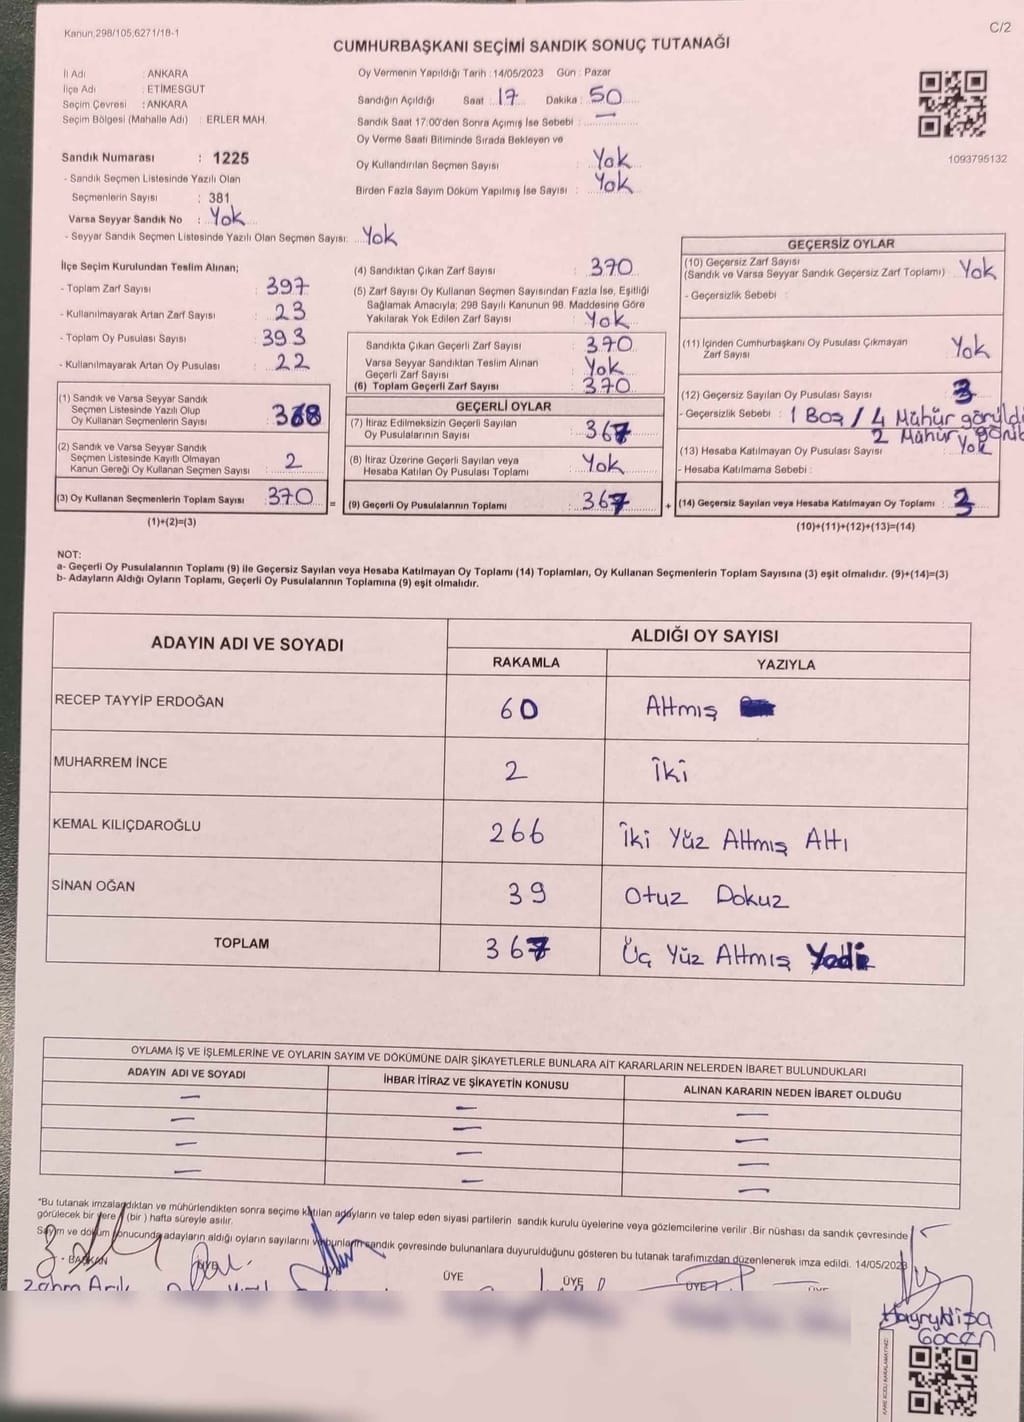 Kanun,298/105,6271/18-1
C/2
CUMHURBAŞKANI SEÇİMİ SANDIK SONUÇ TUTANAĞI
İl Adı : ANKARA
İlçe Adı : ETİMESGUT
Seçim Çevresi : ANKARA
Seçim Bölgesi (Mahalle Adı) : ERLER MAH.
Oy Vermenin Yapıldığı Tarih : 14/05/2023 Gün : Pazar
Sandığın Açıldığı Saat : 17 Dakika : 50
Sandık Saat 17:00'den Sonra Açımış İse Sebebi : —
Oy Verme Saati Bitiminde Sırada Bekleyen ve
Oy Kullandırılan Seçmen Sayısı : Yok
Birden Fazla Sayım Döküm Yapılmış İse Sayısı : Yok
1093795132
Sandık Numarası : 1225
- Sandık Seçmen Listesinde Yazılı Olan
Seçmenlerin Sayısı : 381
Varsa Seyyar Sandık No : Yok
- Seyyar Sandık Seçmen Listesinde Yazılı Olan Seçmen Sayısı: Yok
İlçe Seçim Kurulundan Teslim Alınan;
- Toplam Zarf Sayısı : 397
- Kullanılmayarak Artan Zarf Sayısı : 23
- Toplam Oy Pusulası Sayısı : 393
- Kullanılmayarak Artan Oy Pusulası : 22
(1) Sandık ve Varsa Seyyar Sandık
Seçmen Listesinde Yazılı Olup
Oy Kullanan Seçmenlerin Sayısı : 368
(2) Sandık ve Varsa Seyyar Sandık
Seçmen Listesinde Kayıtlı Olmayan
Kanun Gereği Oy Kullanan Seçmen Sayısı : 2
(3) Oy Kullanan Seçmenlerin Toplam Sayısı : 370
(1)+(2)=(3)
(4) Sandıktan Çıkan Zarf Sayısı : 370
(5) Zarf Sayısı Oy Kullanan Seçmen Sayısından Fazla İse, Eşitliği
Sağlamak Amacıyla; 298 Sayılı Kanunun 98. Maddesine Göre
Yakılarak Yok Edilen Zarf Sayısı : Yok
Sandıkta Çıkan Geçerli Zarf Sayısı : 370
Varsa Seyyar Sandıktan Teslim Alınan
Geçerli Zarf Sayısı : Yok
(6) Toplam Geçerli Zarf Sayısı : 370
GEÇERLİ OYLAR
(7) İtiraz Edilmeksizin Geçerli Sayılan
Oy Pusulalarının Sayısı : 367
(8) İtiraz Üzerine Geçerli Sayılan veya
Hesaba Katılan Oy Pusulası Toplamı : Yok
= (9) Geçerli Oy Pusulalarının Toplamı : 367
GEÇERSİZ OYLAR
(10) Geçersiz Zarf Sayısı
(Sandık ve Varsa Seyyar Sandık Geçersiz Zarf Toplamı) : Yok
- Geçersizlik Sebebi :
(11) İçinden Cumhurbaşkanı Oy Pusulası Çıkmayan
Zarf Sayısı : Yok
(12) Geçersiz Sayılan Oy Pusulası Sayısı : 3
- Geçersizlik Sebebi : 1 Boş / 4 Mühür görüldü
2 Mühür
(13) Hesaba Katılmayan Oy Pusulası Sayısı : Yok
- Hesaba Katılmama Sebebi :
+ (14) Geçersiz Sayılan veya Hesaba Katılmayan Oy Toplamı : 3
(10)+(11)+(12)+(13)=(14)
NOT:
a- Geçerli Oy Pusulalarının Toplamı (9) ile Geçersiz Sayılan veya Hesaba Katılmayan Oy Toplamı (14) Toplamları, Oy Kullanan Seçmenlerin Toplam Sayısına (3) eşit olmalıdır. (9)+(14)=(3)
b- Adayların Aldığı Oyların Toplamı, Geçerli Oy Pusulalarının Toplamına (9) eşit olmalıdır.
ADAYIN ADI VE SOYADI
ALDIĞI OY SAYISI
RAKAMLA YAZIYLA
RECEP TAYYİP ERDOĞAN 60 Altmış
MUHARREM İNCE 2 İki
KEMAL KILIÇDAROĞLU 266 İki Yüz Altmış Altı
SİNAN OĞAN 39 Otuz Dokuz
TOPLAM 367 Üç Yüz Altmış Yedi
OYLAMA İŞ VE İŞLEMLERİNE VE OYLARIN SAYIM VE DÖKÜMÜNE DAİR ŞİKAYETLERLE BUNLARA AİT KARARLARIN NELERDEN İBARET BULUNDUKLARI
ADAYIN ADI VE SOYADI İHBAR İTİRAZ VE ŞİKAYETİN KONUSU ALINAN KARARIN NEDEN İBARET OLDUĞU
— — —
— — —
— — —
— — —
"Bu tutanak imzalandıktan ve mühürlendikten sonra seçime katılan adayların ve talep eden siyasi partilerin sandık kurulu üyelerine veya gözlemcilerine verilir .Bir nüshası da sandık çevresinde
görülecek bir yere 1 (bir ) hafta süreyle asılır.
Sayım ve döküm sonucunda adayların aldığı oyların sayılarını ve bunların sandık çevresinde bulunanlara duyurulduğunu gösteren bu tutanak tarafımızdan düzenlenerek imza edildi. 14/05/2023
- BAŞKAN ÜYE ÜYE ÜYE ÜYE
Göcen